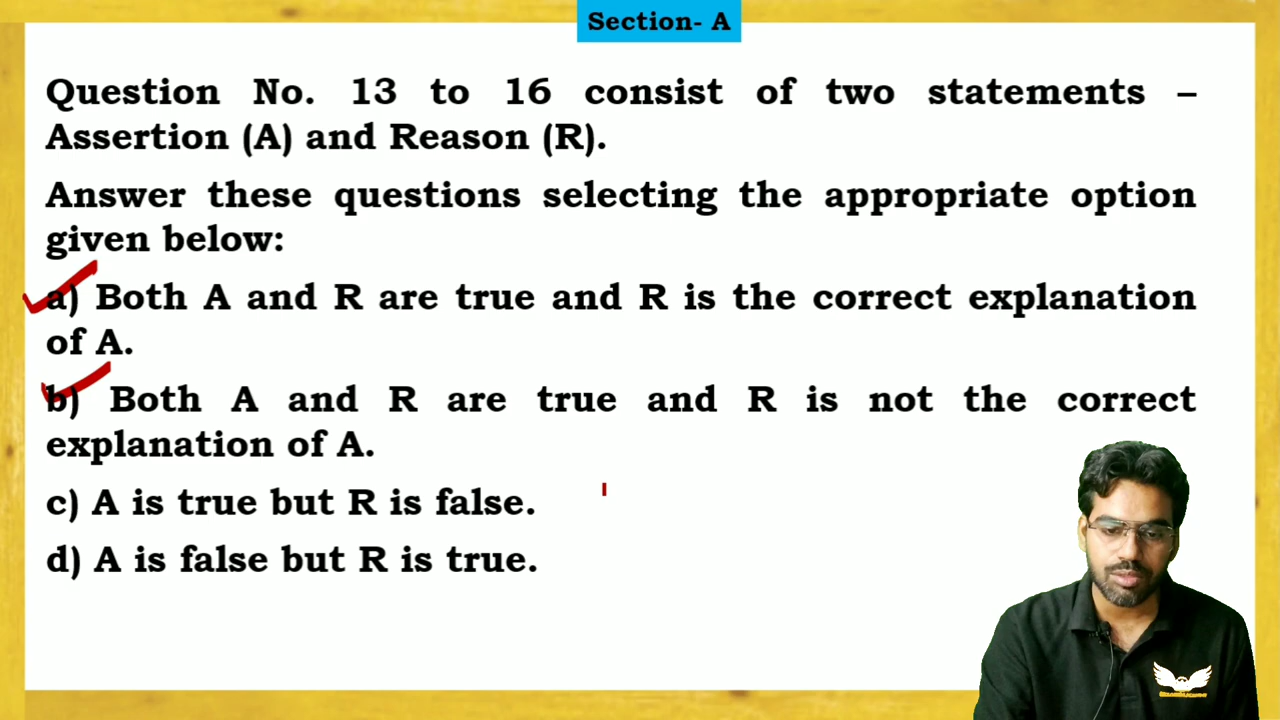 Section- A
Question No. 13 to 16 consist of two statements –
Assertion (A) and Reason (R).
Answer these questions selecting the appropriate option
given below:
a) Both A and R are true and R is the correct explanation
of A.
b) Both A and R are true and R is not the correct
explanation of A.
c) A is true but R is false.
d) A is false but R is true.